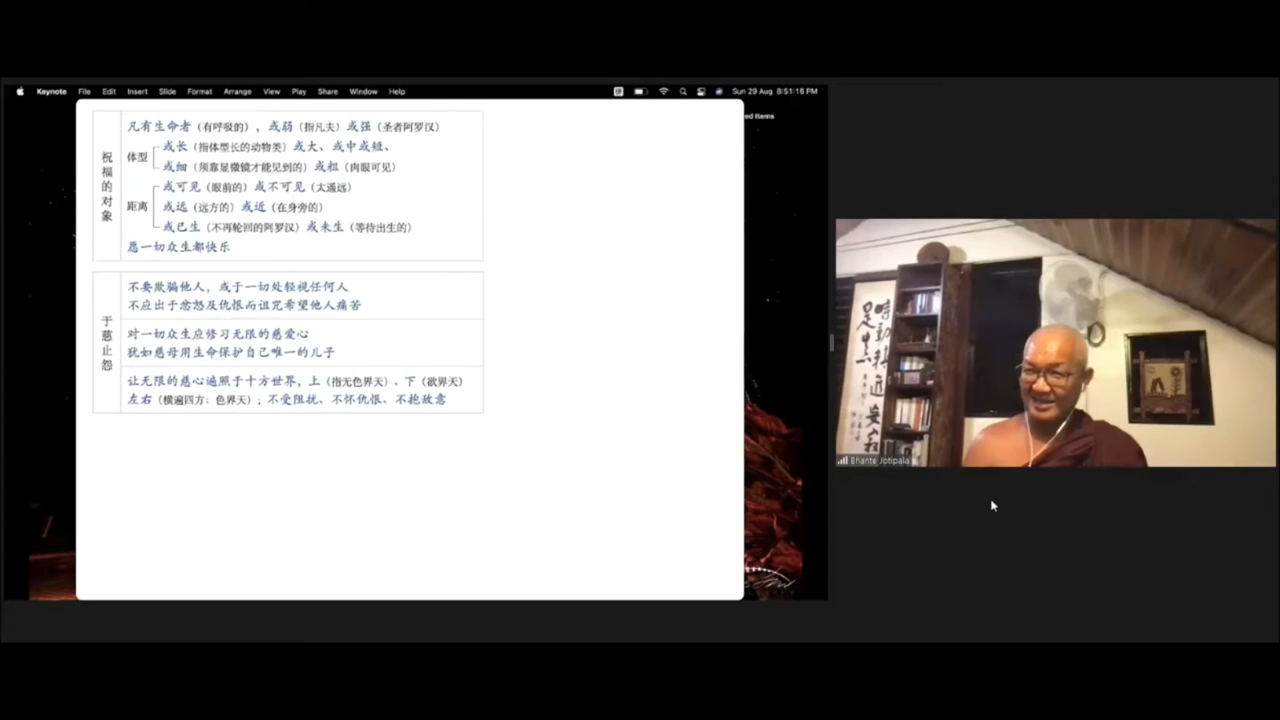 Keynote File Edit Insert Slide Format Arrange View Play Share Window Help
Sun 29 Aug 8:51:16 PM
ed Items
祝福的对象
凡有生命者（有呼吸的），或弱（指凡夫）或强（圣者阿罗汉）
体型
或长（指体型长的动物类）或大、或中或短、
或细（须靠显微镜才能见到的）或粗（肉眼可见）
距离
或可见（眼前的）或不可见（太遥远）
或远（远方的）或近（在身旁的）
或已生（不再轮回的阿罗汉）或未生（等待出生的）
愿一切众生都快乐
于慈止怨
不要欺骗他人，或于一切处轻视任何人
不应出于忿怒及仇恨而诅咒希望他人痛苦
对一切众生应修习无限的慈爱心
犹如慈母用生命保护自己唯一的儿子
让无限的慈心遍照于十方世界，上（指无色界天）、下（欲界天）
左右（横遍四方：色界天）；不受阻扰、不怀仇恨、不抱敌意
Bhante Jotipala